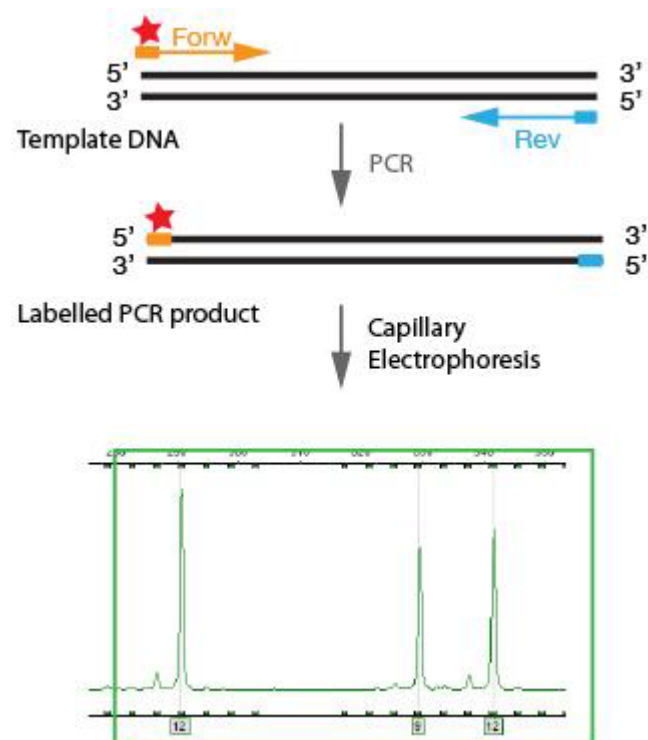 Forw
5’ 3’
3’ 5’
Template DNA
Rev
PCR
5’ 3’
3’ 5’
Labelled PCR product
Capillary
Electrophoresis
12 9 12